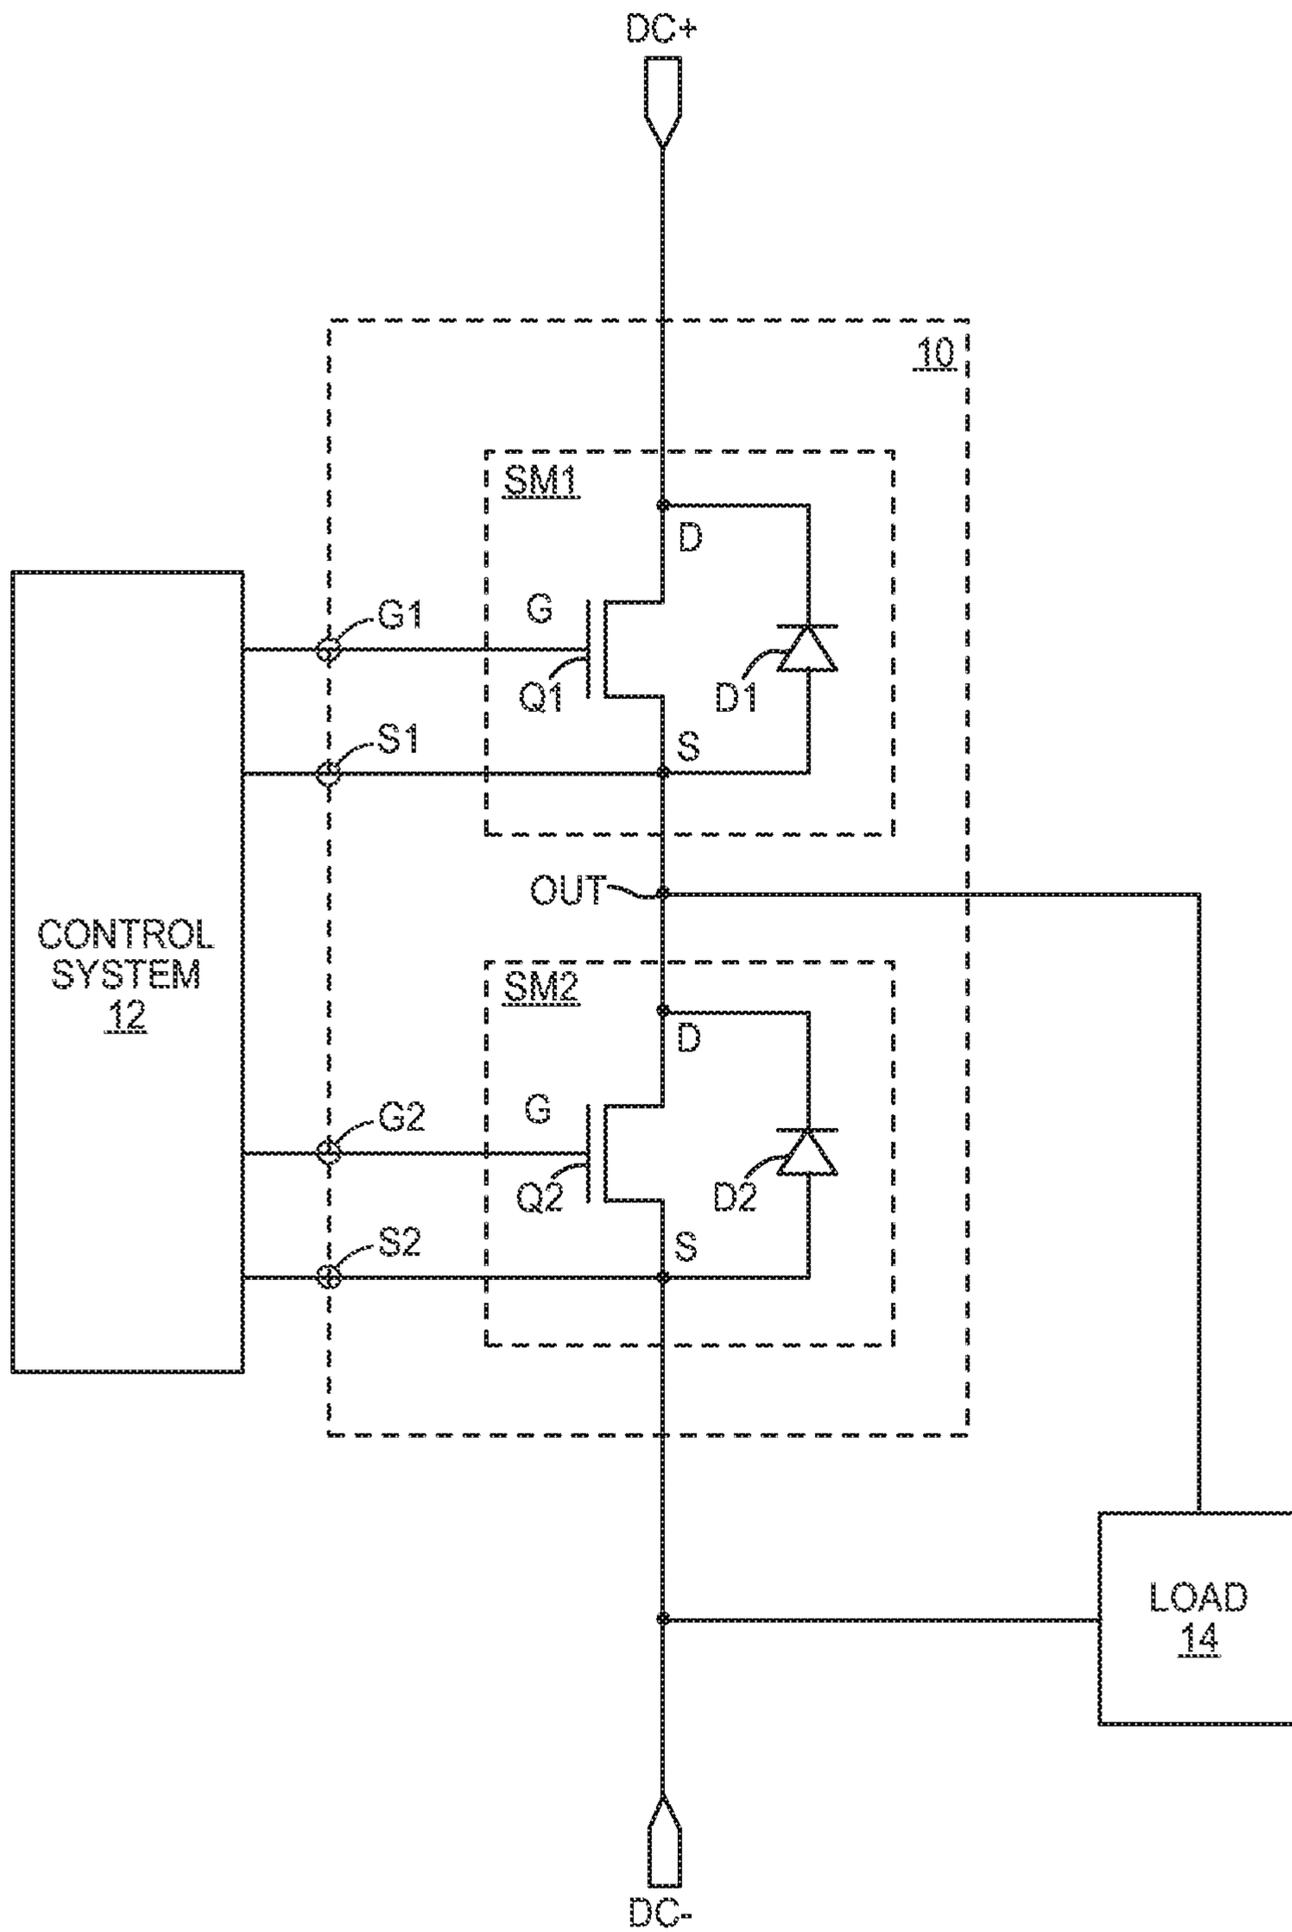 DC+
10
SM1
D
G1
G
Q1
D1
S1
S
OUT
CONTROL
SYSTEM
12
SM2
D
G2
G
Q2
D2
S2
S
LOAD
14
DC-